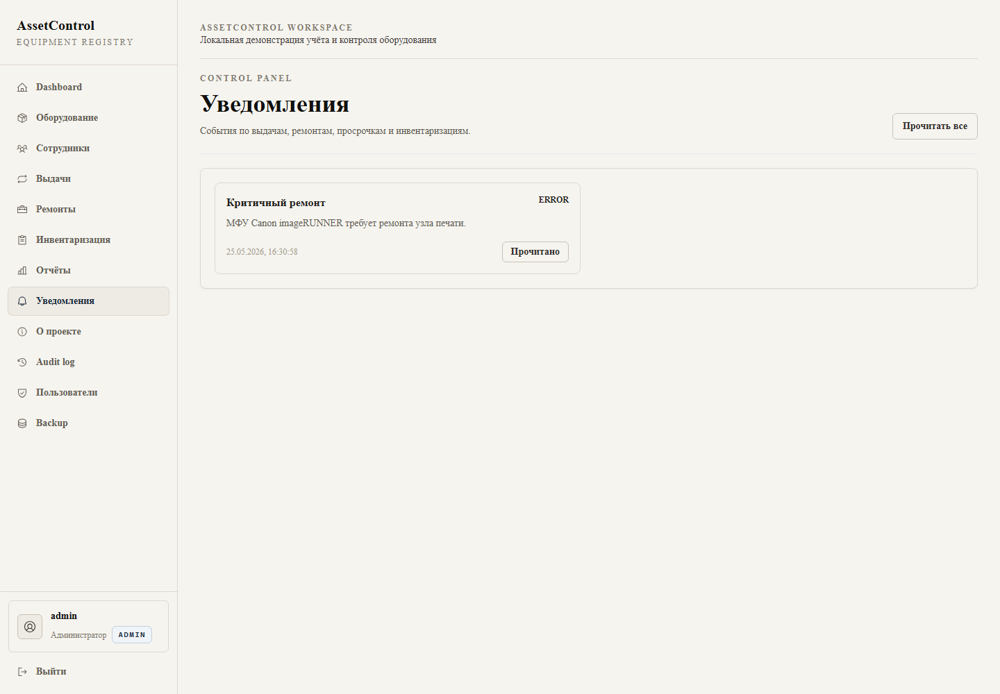 AssetControl
EQUIPMENT REGISTRY
Dashboard
Оборудование
Сотрудники
Выдачи
Ремонты
Инвентаризация
Отчёты
Уведомления
О проекте
Audit log
Пользователи
Backup
admin
Администратор ADMIN
Выйти
ASSETCONTROL WORKSPACE
Локальная демонстрация учёта и контроля оборудования
CONTROL PANEL
Уведомления
События по выдачам, ремонтам, просрочкам и инвентаризациям.
Прочитать все
Критичный ремонт ERROR
МФУ Canon imageRUNNER требует ремонта узла печати.
25.05.2026, 16:30:58 Прочитано